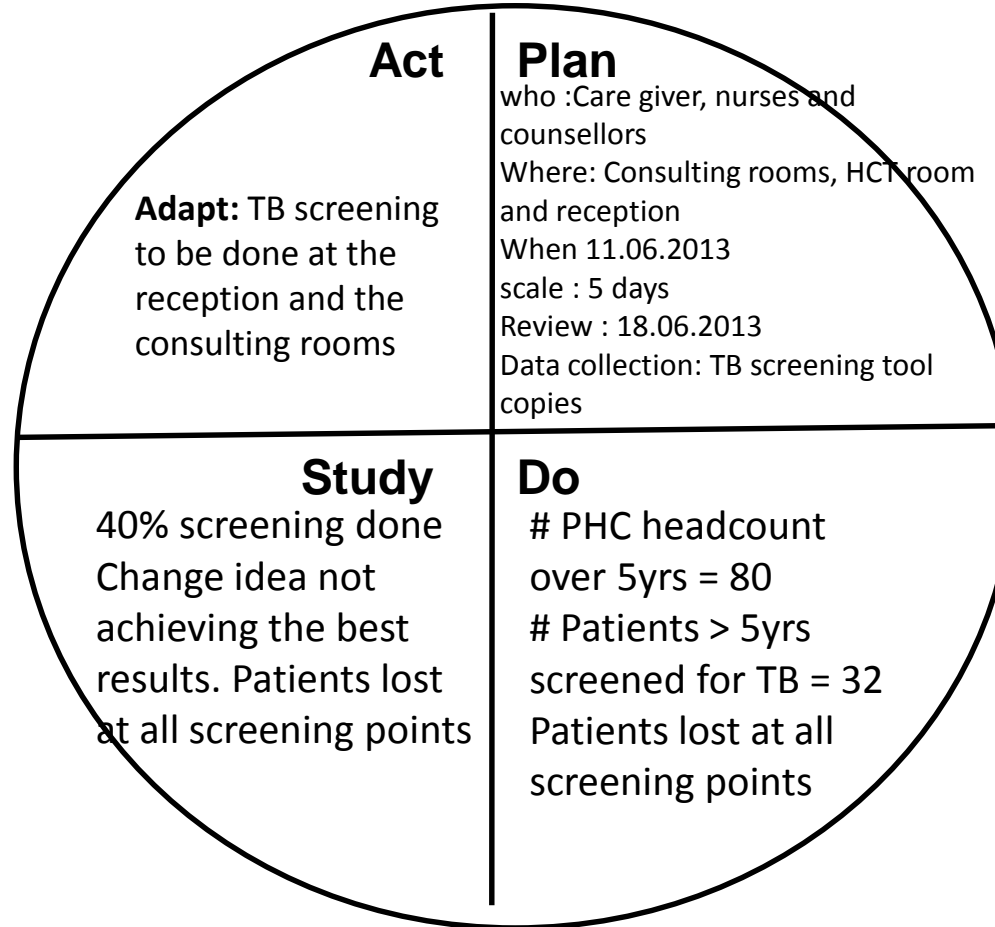 Act
Adapt: TB screening
to be done at the
reception and the
consulting rooms
Plan
who :Care giver, nurses and
counsellors
Where: Consulting rooms, HCT room
and reception
When 11.06.2013
scale : 5 days
Review : 18.06.2013
Data collection: TB screening tool
copies
Study
40% screening done
Change idea not
achieving the best
results. Patients lost
at all screening points
Do
# PHC headcount
over 5yrs = 80
# Patients > 5yrs
screened for TB = 32
Patients lost at all
screening points